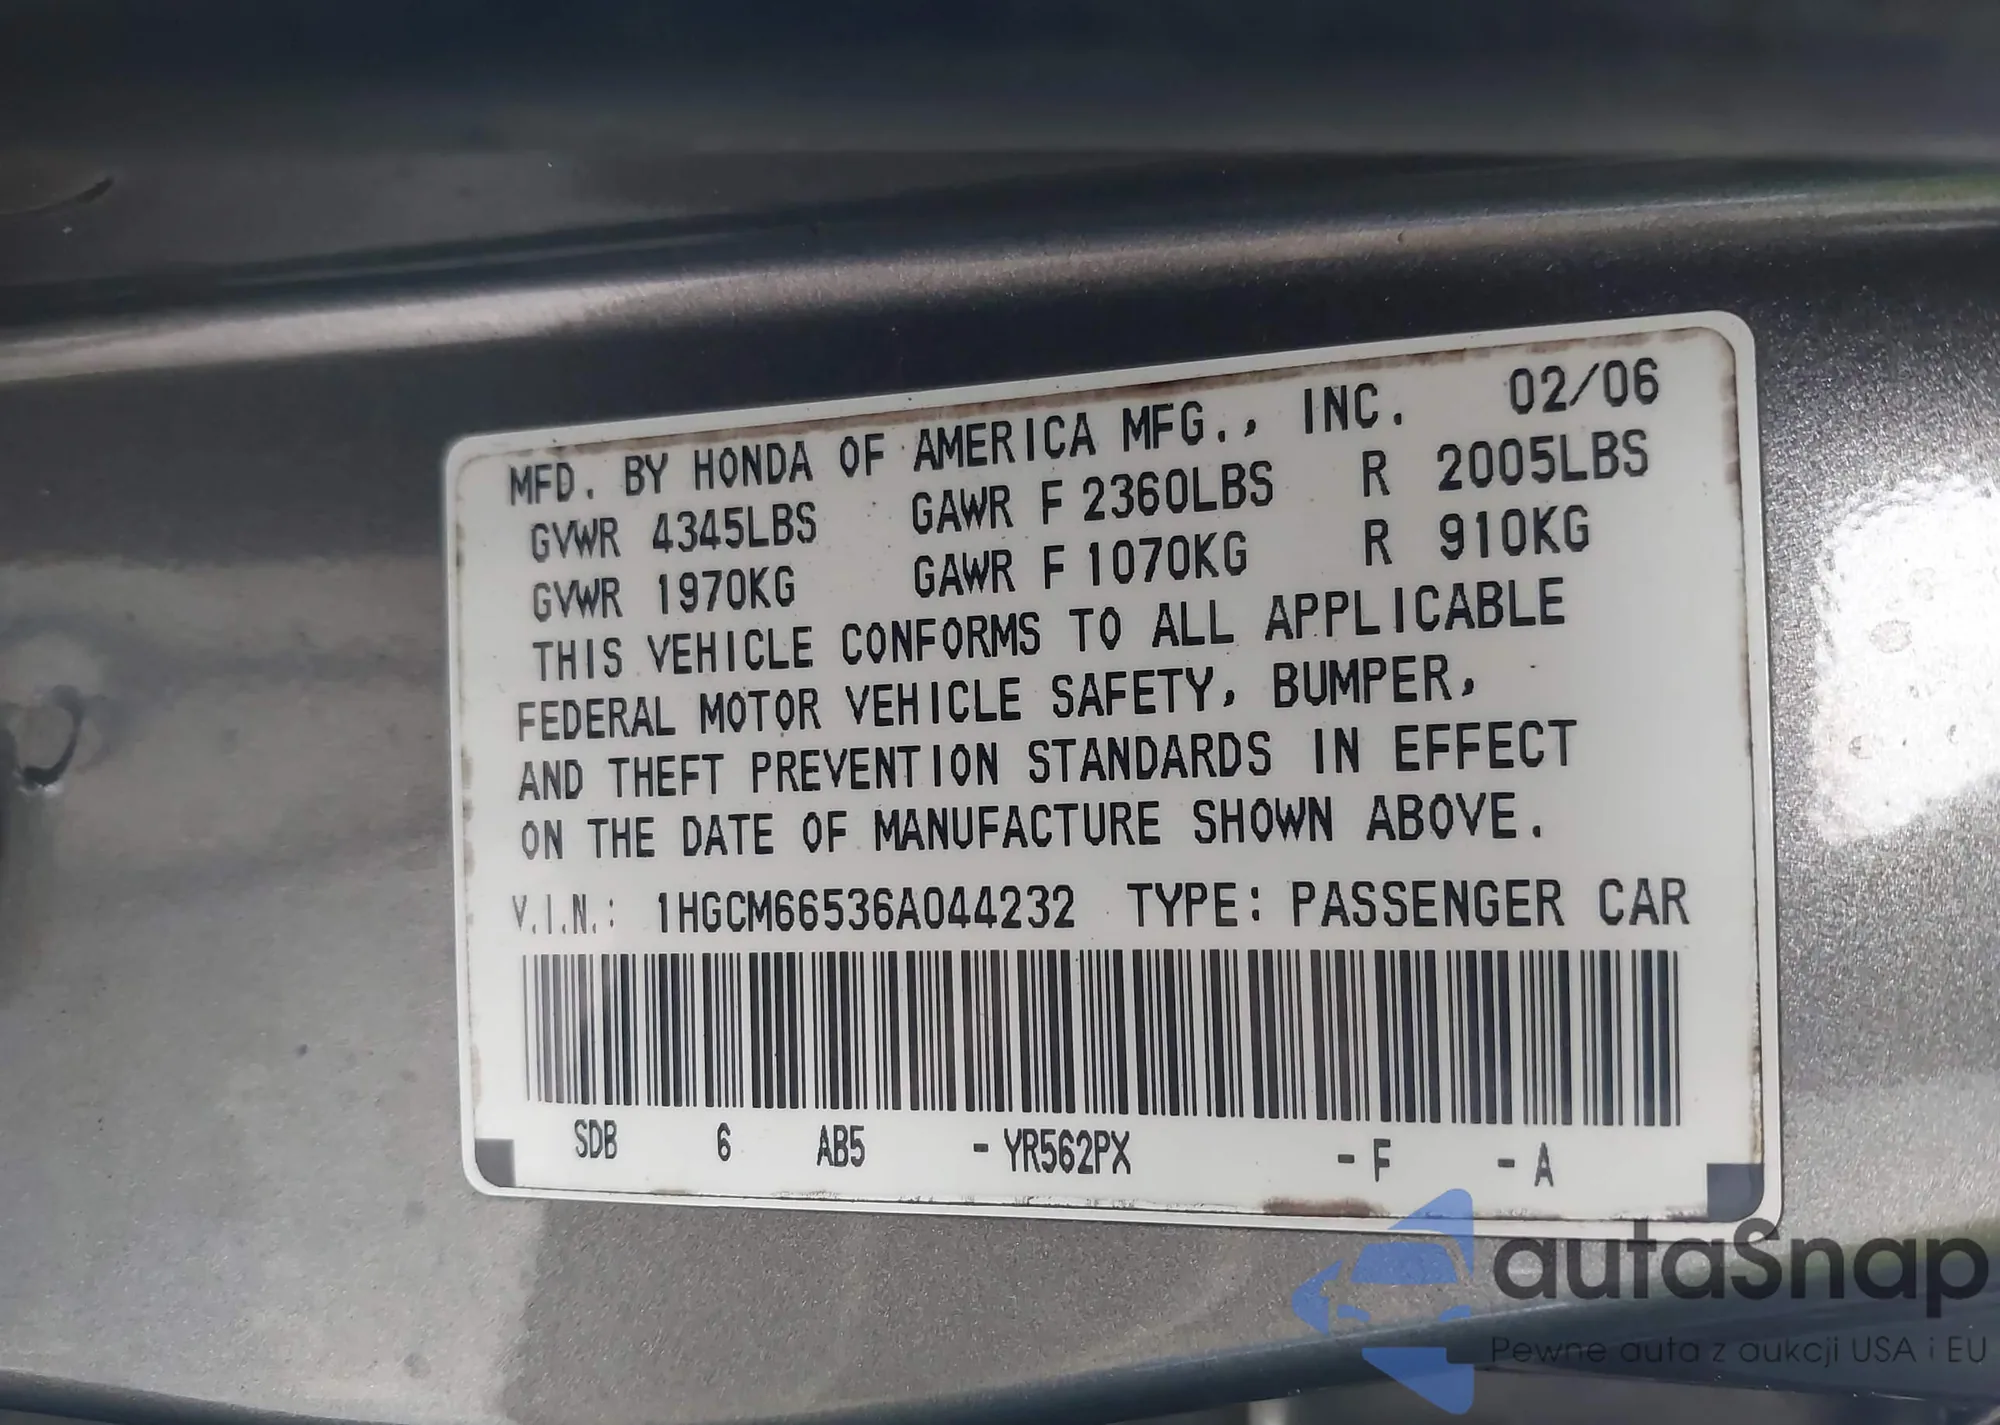 MFD. BY HONDA OF AMERICA MFG., INC. 02/06
GVWR 4345LBS GAWR F 2360LBS R 2005LBS
GVWR 1970KG GAWR F 1070KG R 910KG
THIS VEHICLE CONFORMS TO ALL APPLICABLE
FEDERAL MOTOR VEHICLE SAFETY, BUMPER,
AND THEFT PREVENTION STANDARDS IN EFFECT
ON THE DATE OF MANUFACTURE SHOWN ABOVE.
V.I.N.: 1HGCM66536A044232 TYPE: PASSENGER CAR
SDB 6 AB5 - YR562PX - F - A
autaSnap
Pewne auta z aukcji USA i EU